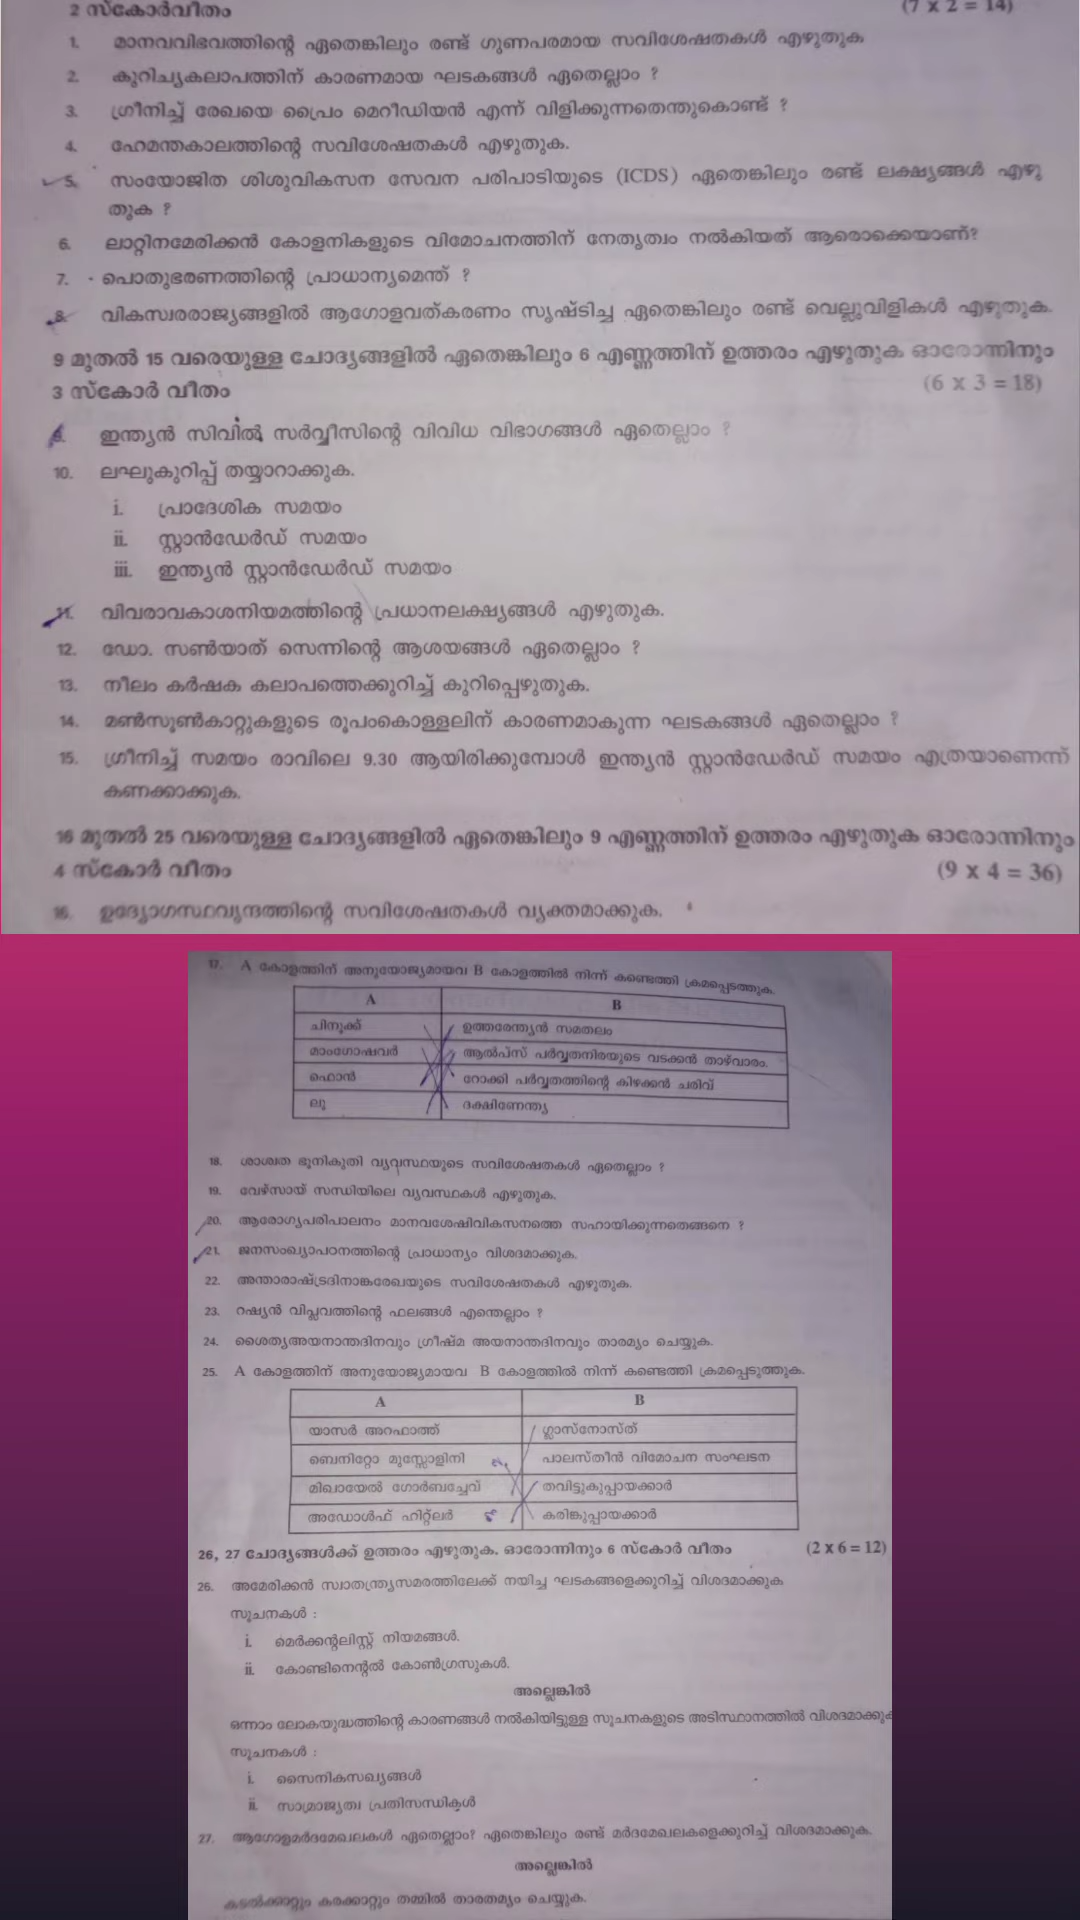 2 സ്കോർവീതം (7 x 2 = 14)
1. മാനവവിഭവത്തിന്റെ ഏതെങ്കിലും രണ്ട് ഗുണപരമായ സവിശേഷതകൾ എഴുതുക
2. കുറിച്യകലാപത്തിന് കാരണമായ ഘടകങ്ങൾ ഏതെല്ലാം ?
3. ഗ്രീനിച്ച് രേഖയെ പ്രൈം മെറീഡിയൻ എന്ന് വിളിക്കുന്നതെന്തുകൊണ്ട് ?
4. ഹേമന്തകാലത്തിന്റെ സവിശേഷതകൾ എഴുതുക.
5. സംയോജിത ശിശുവികസന സേവന പരിപാടിയുടെ (ICDS) ഏതെങ്കിലും രണ്ട് ലക്ഷ്യങ്ങൾ എഴു
തുക ?
6. ലാറ്റിനമേരിക്കൻ കോളനികളുടെ വിമോചനത്തിന് നേതൃത്വം നൽകിയത് ആരൊക്കെയാണ്?
7. പൊതുഭരണത്തിന്റെ പ്രാധാന്യമെന്ത് ?
8. വികസ്വരരാജ്യങ്ങളിൽ ആഗോളവത്കരണം സൃഷ്ടിച്ച ഏതെങ്കിലും രണ്ട് വെല്ലുവിളികൾ എഴുതുക.
9 മുതൽ 15 വരെയുള്ള ചോദ്യങ്ങളിൽ ഏതെങ്കിലും 6 എണ്ണത്തിന് ഉത്തരം എഴുതുക ഓരോന്നിനും
3 സ്കോർ വീതം (6 x 3 = 18)
9. ഇന്ത്യൻ സിവിൽ സർവ്വീസിന്റെ വിവിധ വിഭാഗങ്ങൾ ഏതെല്ലാം ?
10. ലഘുകുറിപ്പ് തയ്യാറാക്കുക.
i. പ്രാദേശിക സമയം
ii. സ്റ്റാൻഡേർഡ് സമയം
iii. ഇന്ത്യൻ സ്റ്റാൻഡേർഡ് സമയം
11. വിവരാവകാശനിയമത്തിന്റെ പ്രധാനലക്ഷ്യങ്ങൾ എഴുതുക.
12. ഡോ. സൺയാത് സെന്നിന്റെ ആശയങ്ങൾ ഏതെല്ലാം ?
13. നീലം കർഷക കലാപത്തെക്കുറിച്ച് കുറിപ്പെഴുതുക.
14. മൺസൂൺകാറ്റുകളുടെ രൂപംകൊള്ളലിന് കാരണമാകുന്ന ഘടകങ്ങൾ ഏതെല്ലാം ?
15. ഗ്രീനിച്ച് സമയം രാവിലെ 9.30 ആയിരിക്കുമ്പോൾ ഇന്ത്യൻ സ്റ്റാൻഡേർഡ് സമയം എത്രയാണെന്ന്
കണക്കാക്കുക.
16 മുതൽ 25 വരെയുള്ള ചോദ്യങ്ങളിൽ ഏതെങ്കിലും 9 എണ്ണത്തിന് ഉത്തരം എഴുതുക ഓരോന്നിനും
4 സ്കോർ വീതം (9 x 4 = 36)
16. ഉദ്യോഗസ്ഥവൃന്ദത്തിന്റെ സവിശേഷതകൾ വ്യക്തമാക്കുക.
17. A കോളത്തിന് അനുയോജ്യമായവ B കോളത്തിൽ നിന്ന് കണ്ടെത്തി ക്രമപ്പെടത്തുക.
A B
ചിനൂക്ക് ഉത്തരേന്ത്യൻ സമതലം
മാംഗോഷവർ ആൽപ്സ് പർവ്വതനിരയുടെ വടക്കൻ താഴ്‌വാരം.
ഫൊൻ റോക്കി പർവ്വതത്തിന്റെ കിഴക്കൻ ചരിവ്
ലൂ ദക്ഷിണേന്ത്യ
18. ശാശ്വത ഭൂനികുതി വ്യവസ്ഥയുടെ സവിശേഷതകൾ ഏതെല്ലാം ?
19. വേഴ്സായ് സന്ധിയിലെ വ്യവസ്ഥകൾ എഴുതുക.
20. ആരോഗ്യപരിപാലനം മാനവശേഷിവികസനത്തെ സഹായിക്കുന്നതെങ്ങനെ ?
21. ജനസംഖ്യാപഠനത്തിന്റെ പ്രാധാന്യം വിശദമാക്കുക.
22. അന്താരാഷ്ട്രദിനാങ്കരേഖയുടെ സവിശേഷതകൾ എഴുതുക.
23. റഷ്യൻ വിപ്ലവത്തിന്റെ ഫലങ്ങൾ എന്തെല്ലാം ?
24. ശൈത്യഅയനാന്തദിനവും ഗ്രീഷ്മ അയനാന്തദിനവും താരമ്യം ചെയ്യുക.
25. A കോളത്തിന് അനുയോജ്യമായവ B കോളത്തിൽ നിന്ന് കണ്ടെത്തി ക്രമപ്പെടുത്തുക.
A B
യാസർ അറഫാത്ത് ഗ്ലാസ്നോസ്ത്
ബെനിറ്റോ മുസ്സോളിനി പാലസ്തീൻ വിമോചന സംഘടന
മിഖായേൽ ഗോർബച്ചേവ് തവിട്ടുകുപ്പായക്കാർ
അഡോൾഫ് ഹിറ്റ്ലർ കരിങ്കുപ്പായക്കാർ
26, 27 ചോദ്യങ്ങൾക്ക് ഉത്തരം എഴുതുക. ഓരോന്നിനും 6 സ്കോർ വീതം (2 x 6 = 12)
26. അമേരിക്കൻ സ്വാതന്ത്ര്യസമരത്തിലേക്ക് നയിച്ച ഘടകങ്ങളെക്കുറിച്ച് വിശദമാക്കുക
സൂചനകൾ :
i. മെർക്കന്റലിസ്റ്റ് നിയമങ്ങൾ.
ii. കോണ്ടിനെന്റൽ കോൺഗ്രസുകൾ.
അല്ലെങ്കിൽ
ഒന്നാം ലോകയുദ്ധത്തിന്റെ കാരണങ്ങൾ നൽകിയിട്ടുള്ള സൂചനകളുടെ അടിസ്ഥാനത്തിൽ വിശദമാക്കുക
സൂചനകൾ :
i. സൈനികസഖ്യങ്ങൾ
ii. സാമ്രാജ്യത്വ പ്രതിസന്ധികൾ
27. ആഗോളമർദമേഖലകൾ ഏതെല്ലാം? ഏതെങ്കിലും രണ്ട് മർദമേഖലകളെക്കുറിച്ച് വിശദമാക്കുക.
അല്ലെങ്കിൽ
കടൽക്കാറ്റും കരക്കാറ്റും തമ്മിൽ താരതമ്യം ചെയ്യുക.